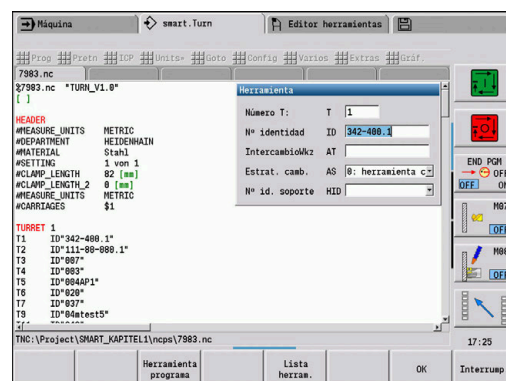 Máquina
smart.Turn
Editor herramientas
Prog
Pretn
ICP
Units»
Goto
Config
Varios
Extras
Gráf.
7983.nc
%7983.nc "TURN_V1.0"
[ ]
HEADER
#MEASURE_UNITS METRIC
#DEPARTMENT HEIDENHAIN
#MATERIAL Stahl
#SETTING 1 von 1
#CLAMP_LENGTH 82 [mm]
#CLAMP_LENGTH_2 0 [mm]
#MEASURE_UNITS METRIC
#CARRIAGES $1
TURRET 1
T1 ID"342-400.1"
T2 ID"111-80-080.1"
T3 ID"007"
T4 ID"003"
T5 ID"004AP1"
T6 ID"020"
T7 ID"037"
T9 ID"04mtest5"
Herramienta
Número T: T 1
Nº identidad ID 342-400.1
IntercambioWkz AT
Estrat. camb. AS 0: herramienta c
Nº id. soporte HID
TNC:\Project\SMART_KAPITEL1\ncps\7983.nc
END PGM
OFF
OFF ON
M07
OFF
OFF
17:25
Herramienta
programa
Lista
herram.
OK
Interrump